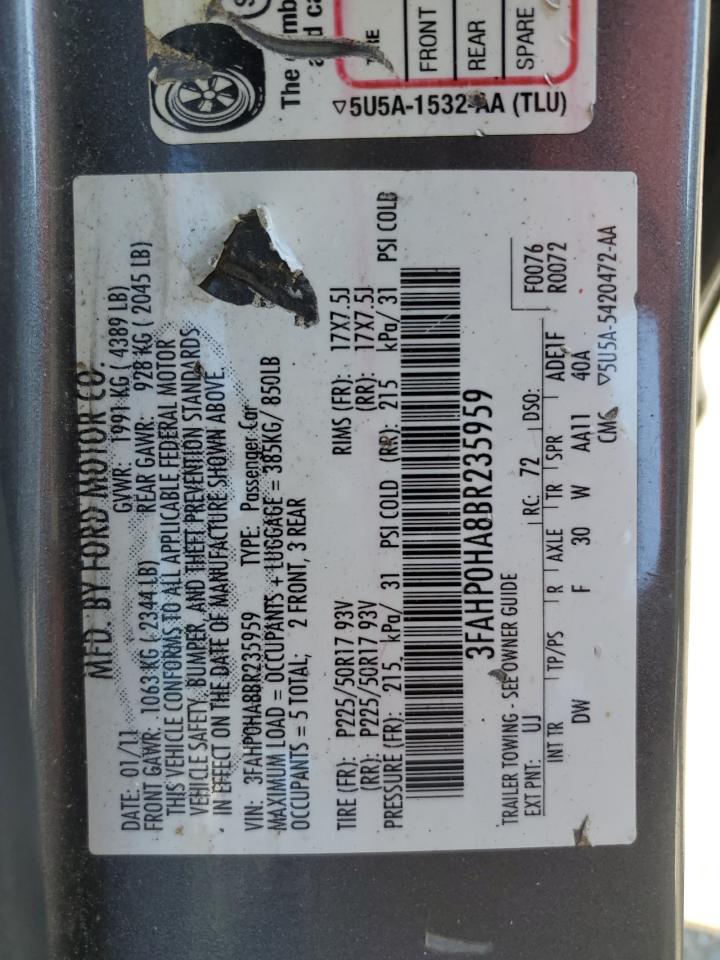 MFD. BY FORD MOTOR CO.
DATE: 01/11 GVWR: 1991 KG ( 4389 LB)
FRONT GAWR: 1063 KG ( 2344 LB) REAR GAWR: 928 KG ( 2045 LB)
THIS VEHICLE CONFORMS TO ALL APPLICABLE FEDERAL MOTOR
VEHICLE SAFETY, BUMPER, AND THEFT PREVENTION STANDARDS
IN EFFECT ON THE DATE OF MANUFACTURE SHOWN ABOVE.
VIN: 3FAHP0HA8BR235959 TYPE: Passenger Car
MAXIMUM LOAD = OCCUPANTS + LUGGAGE = 385KG/ 850LB
OCCUPANTS = 5 TOTAL; 2 FRONT, 3 REAR
TIRE (FR): P225/50R17 93V RIMS (FR): 17X7.5J
(RR): P225/50R17 93V (RR): 17X7.5J
PRESSURE (FR): 215 kPa/ 31 PSI COLD (RR): 215 kPa/ 31 PSI COLD
3FAHP0HA8BR235959
TRAILER TOWING - SEE OWNER GUIDE
F0076
EXT PNT: UJ RC: 72 DSO: R0072
INT TR TP/PS R AXLE TR SPR ADE1F
DW F 30 W AA11 40A
CMC ▽5U5A-5420472-AA
The
FRONT
REAR
SPARE
▽5U5A-1532-AA (TLU)